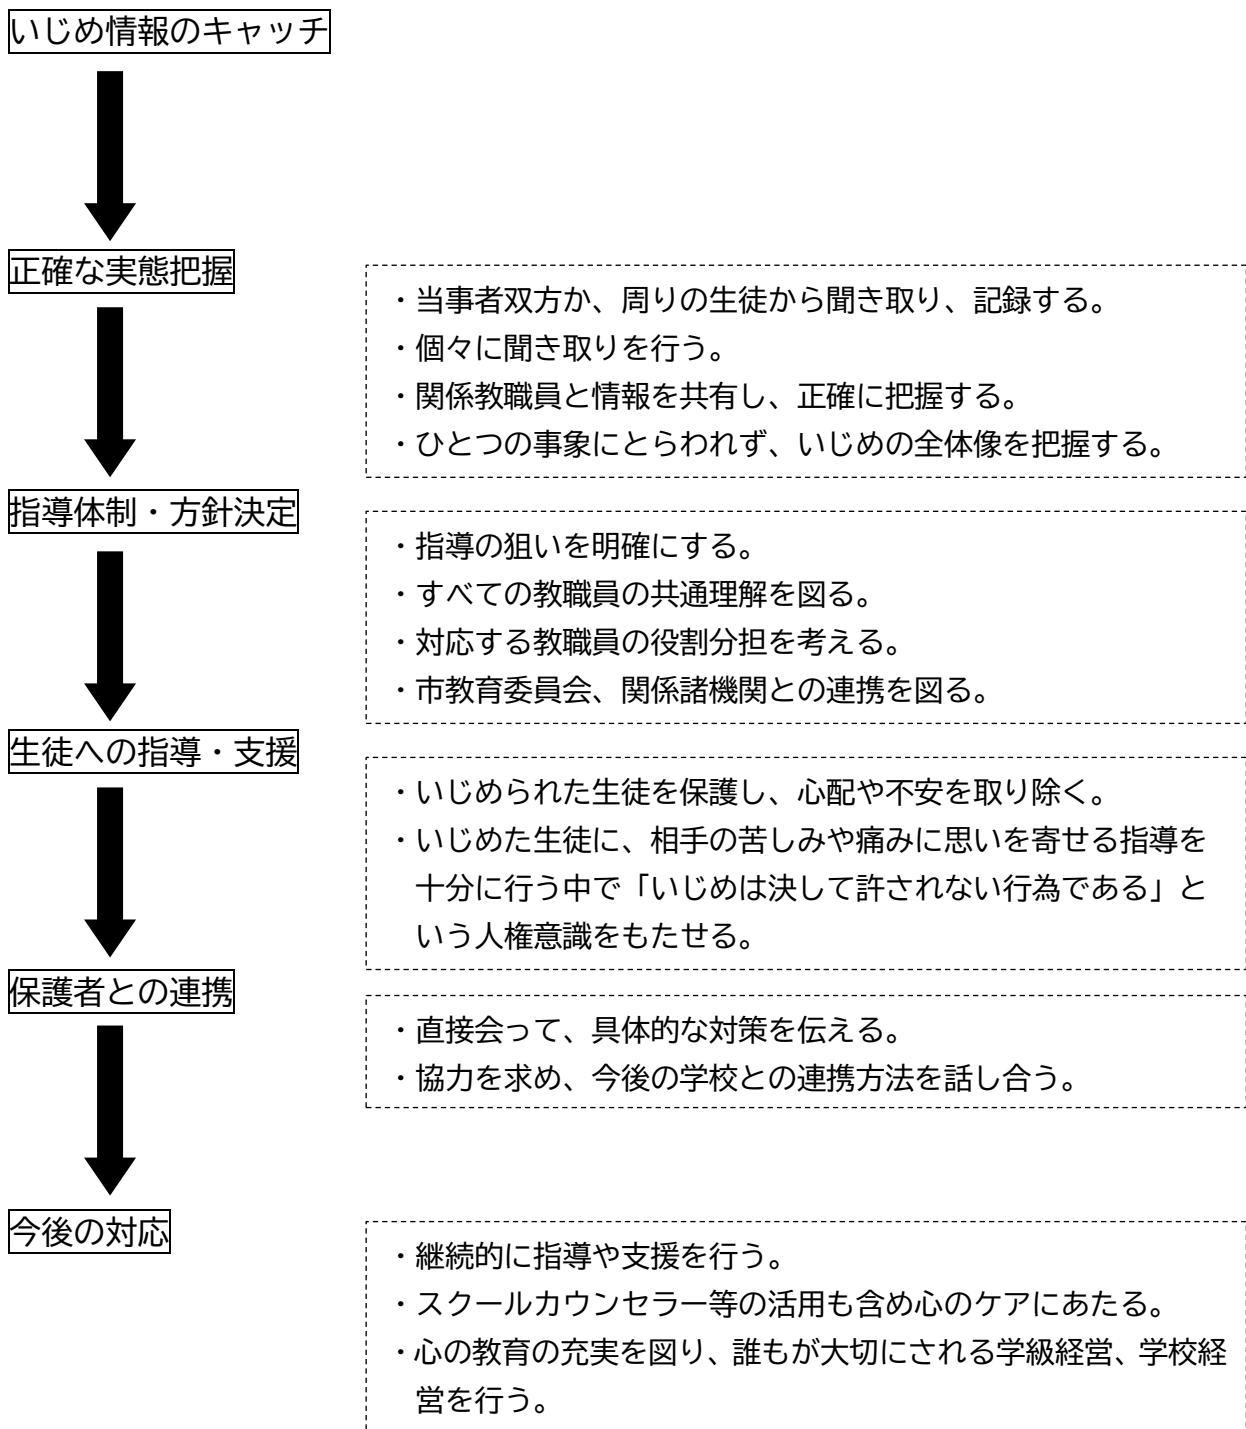 いじめ情報のキャッチ
正確な実態把握
・当事者双方か、周りの生徒から聞き取り、記録する。
・個々に聞き取りを行う。
・関係教職員と情報を共有し、正確に把握する。
・ひとつの事象にとらわれず、いじめの全体像を把握する。
指導体制・方針決定
・指導の狙いを明確にする。
・すべての教職員の共通理解を図る。
・対応する教職員の役割分担を考える。
・市教育委員会、関係諸機関との連携を図る。
生徒への指導・支援
・いじめられた生徒を保護し、心配や不安を取り除く。
・いじめた生徒に、相手の苦しみや痛みに思いを寄せる指導を
十分に行う中で「いじめは決して許されない行為である」と
いう人権意識をもたせる。
保護者との連携
・直接会って、具体的な対策を伝える。
・協力を求め、今後の学校との連携方法を話し合う。
今後の対応
・継続的に指導や支援を行う。
・スクールカウンセラー等の活用も含め心のケアにあたる。
・心の教育の充実を図り、誰もが大切にされる学級経営、学校経
営を行う。